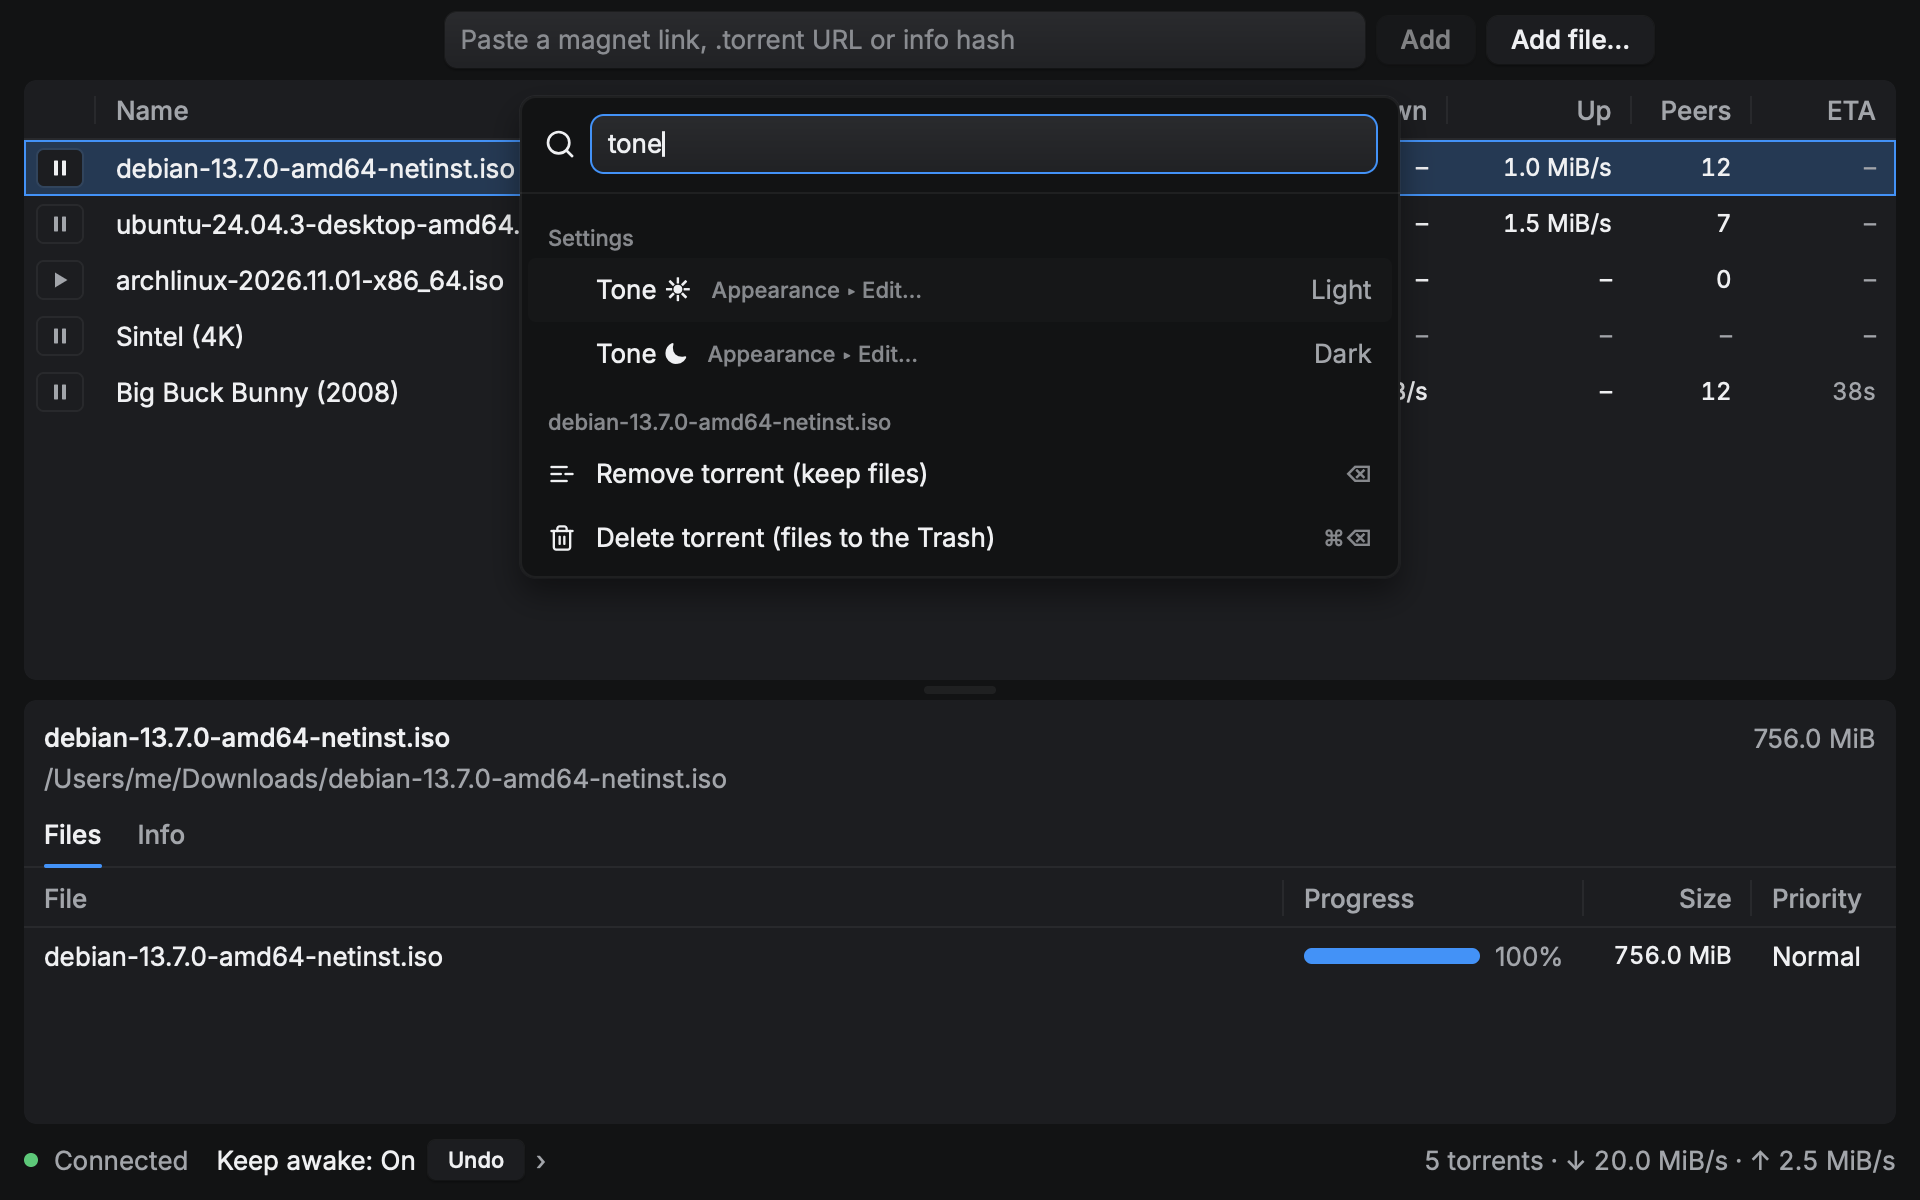 Paste a magnet link, .torrent URL or info hash Add Add file...
Name Up Peers ETA
tone
debian-13.7.0-amd64-netinst.iso – 1.0 MiB/s 12 –
ubuntu-24.04.3-desktop-amd64. – 1.5 MiB/s 7 –
Settings
archlinux-2026.11.01-x86_64.iso – – 0 –
Tone Appearance ▸ Edit... Light
Sintel (4K) – – – –
Tone Appearance ▸ Edit... Dark
Big Buck Bunny (2008) /s – 12 38s
debian-13.7.0-amd64-netinst.iso
Remove torrent (keep files) ⌫
Delete torrent (files to the Trash) ⌘⌫
debian-13.7.0-amd64-netinst.iso 756.0 MiB
/Users/me/Downloads/debian-13.7.0-amd64-netinst.iso
Files Info
File Progress Size Priority
debian-13.7.0-amd64-netinst.iso 100% 756.0 MiB Normal
Connected Keep awake: On Undo › 5 torrents · ↓ 20.0 MiB/s · ↑ 2.5 MiB/s